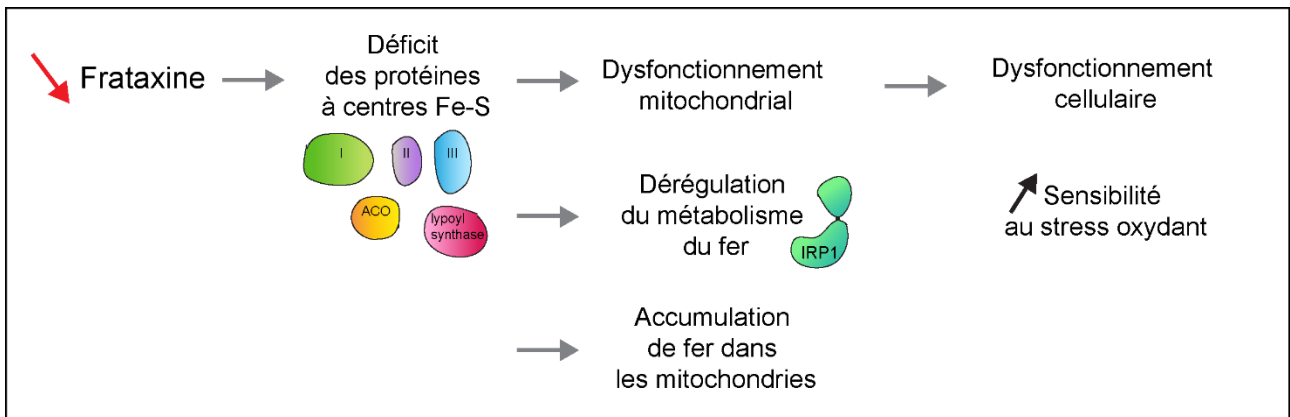 Frataxine
Déficit
des protéines
à centres Fe-S
I
II
III
ACO
lypoyl
synthase
Dysfonctionnement
mitochondrial
Dérégulation
du métabolisme
du fer
IRP1
Accumulation
de fer dans
les mitochondries
Dysfonctionnement
cellulaire
Sensibilité
au stress oxydant